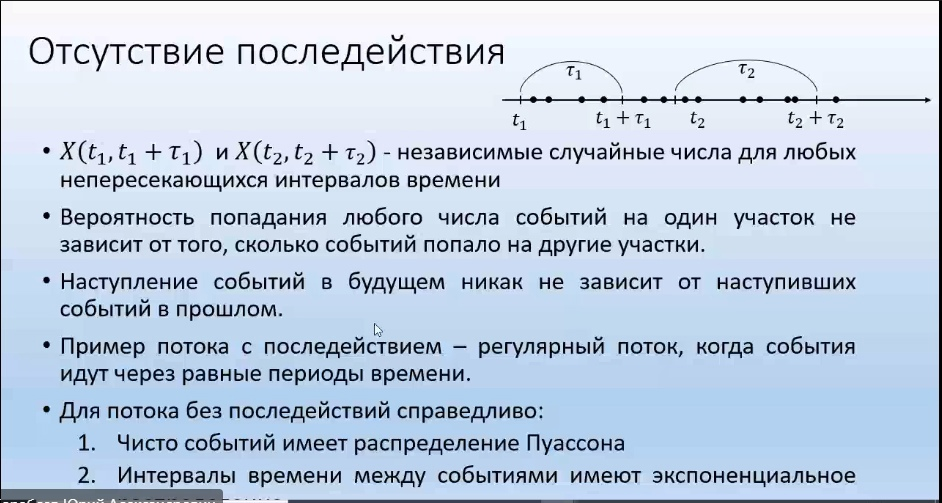 Отсутствие последействия
τ₁
τ₂
t₁
t₁ + τ₁
t₂
t₂ + τ₂
• X(t₁, t₁ + τ₁) и X(t₂, t₂ + τ₂) - независимые случайные числа для любых
непересекающихся интервалов времени
• Вероятность попадания любого числа событий на один участок не
зависит от того, сколько событий попало на другие участки.
• Наступление событий в будущем никак не зависит от наступивших
событий в прошлом.
• Пример потока с последействием – регулярный поток, когда события
идут через равные периоды времени.
• Для потока без последствий справедливо:
1. Чисто событий имеет распределение Пуассона
2. Интервалы времени между событиями имеют экспоненциальное